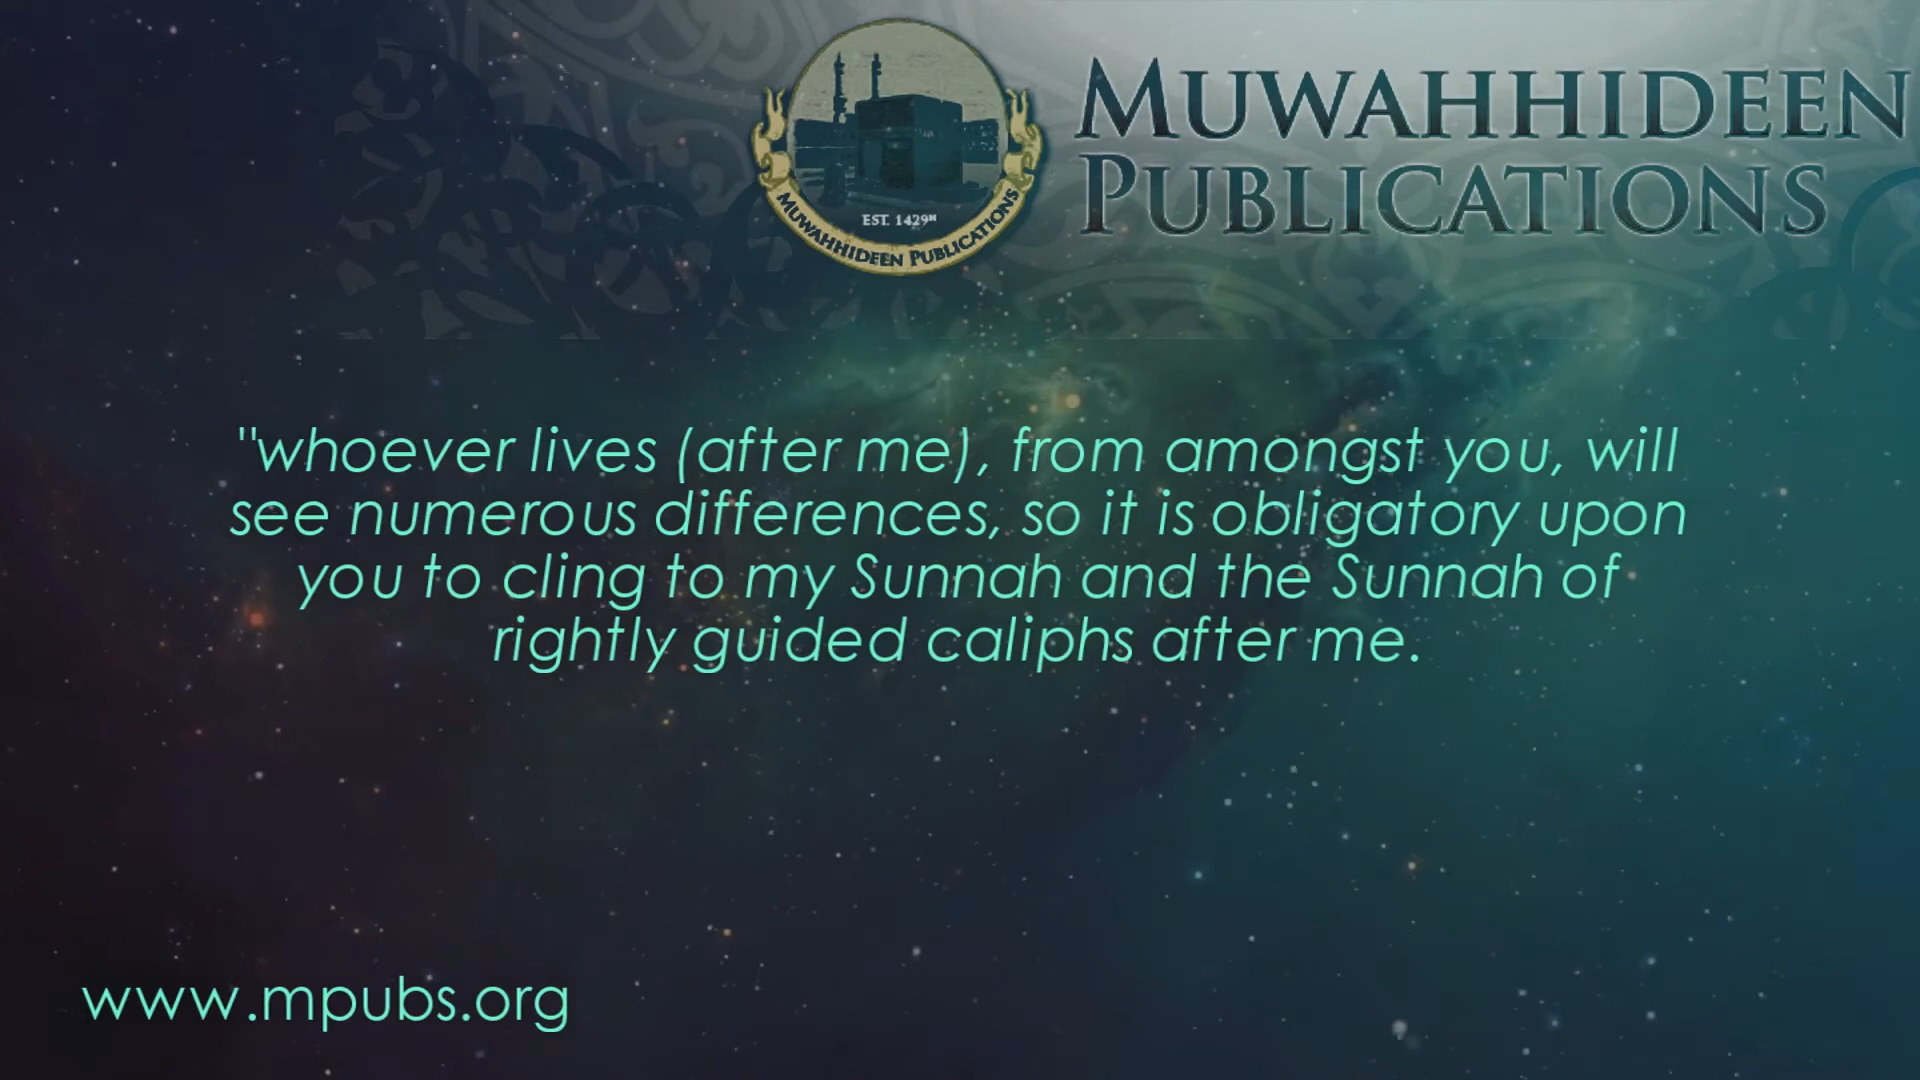 MUWAHHIDEEN
PUBLICATIONS
EST. 1429H
MUWAHHIDEEN PUBLICATIONS
"whoever lives (after me), from amongst you, will
see numerous differences, so it is obligatory upon
you to cling to my Sunnah and the Sunnah of
rightly guided caliphs after me.
www.mpubs.org